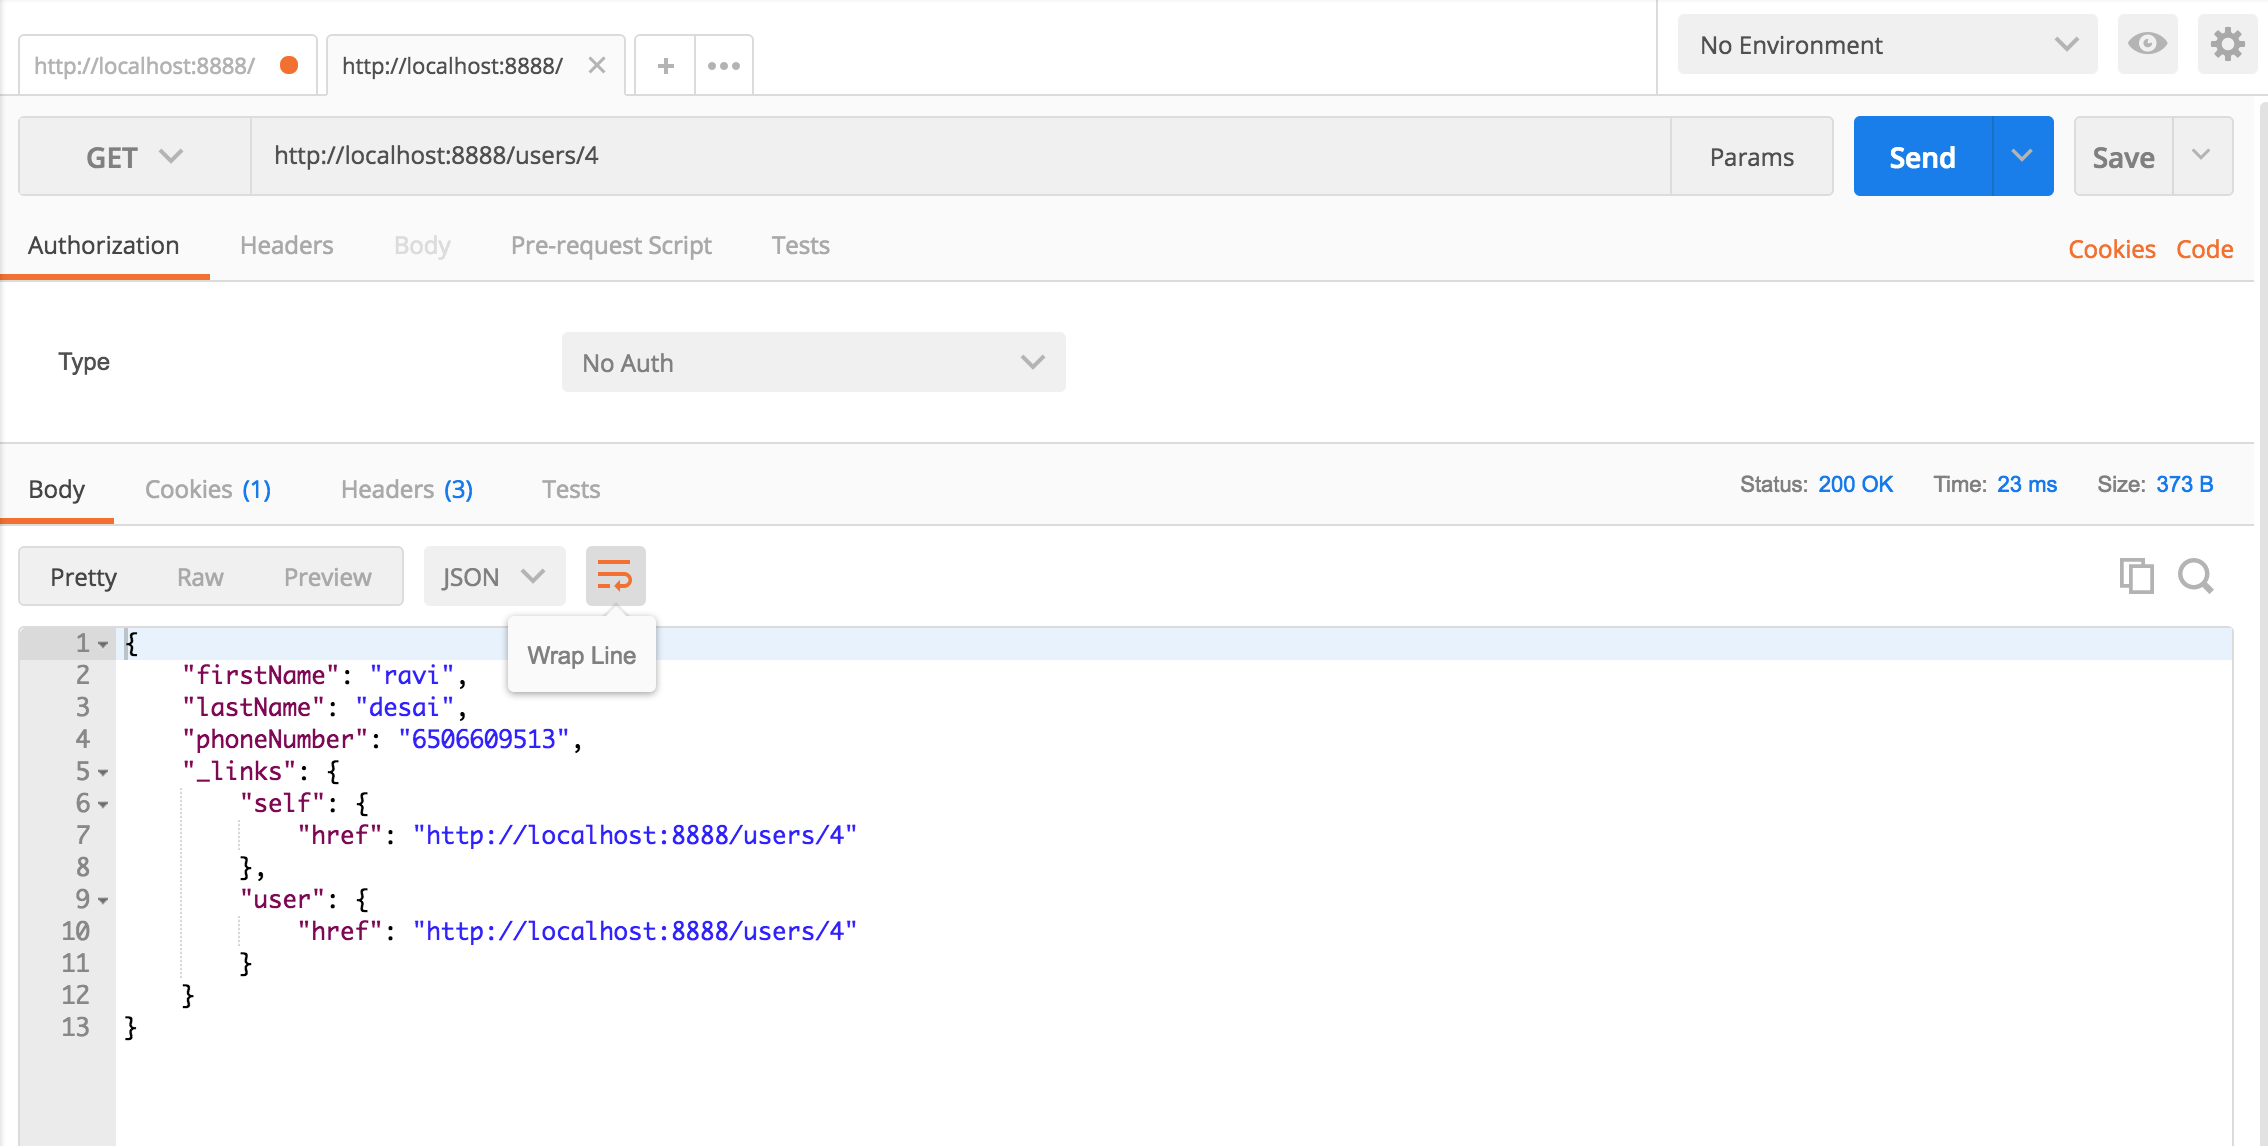 http://localhost:8888/ http://localhost:8888/ × + ••• No Environment
GET http://localhost:8888/users/4 Params Send Save
Authorization Headers Body Pre-request Script Tests Cookies Code
Type No Auth
Body Cookies (1) Headers (3) Tests Status: 200 OK Time: 23 ms Size: 373 B
Pretty Raw Preview JSON
Wrap Line
1 {
2 "firstName": "ravi",
3 "lastName": "desai",
4 "phoneNumber": "6506609513",
5 "_links": {
6 "self": {
7 "href": "http://localhost:8888/users/4"
8 },
9 "user": {
10 "href": "http://localhost:8888/users/4"
11 }
12 }
13 }